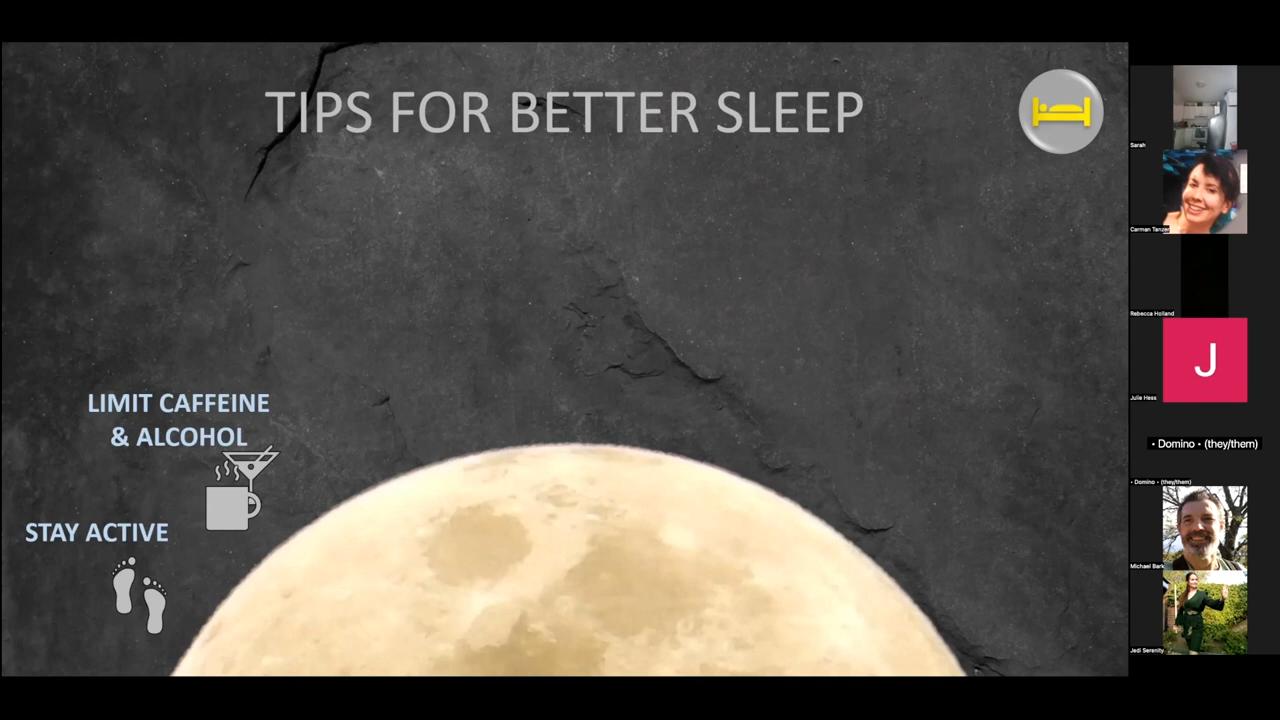 TIPS FOR BETTER SLEEP
LIMIT CAFFEINE
& ALCOHOL
STAY ACTIVE
Sarah
Carman Tanzer
Rebecca Holland
J
Julie Hess
• Domino • (they/them)
• Domino • (they/them)
Michael Bark
Jedi Serenity